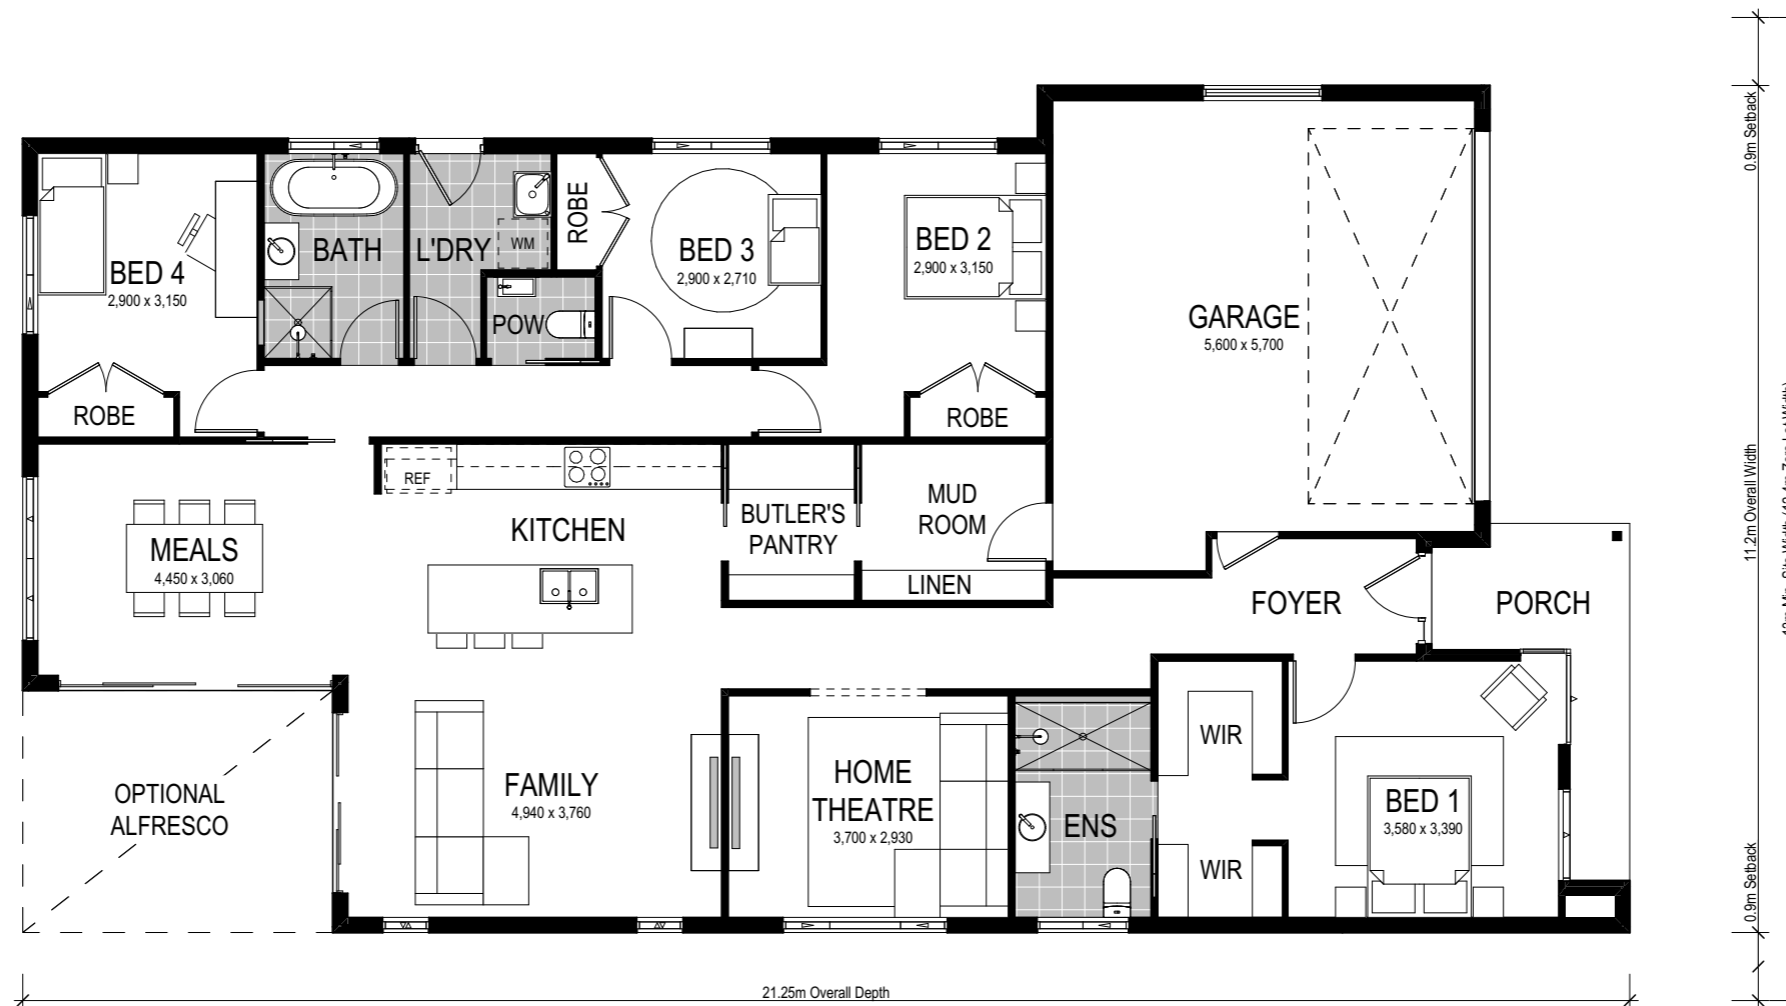 0.9m Setback
BED 4
2,900 x 3,150
BATH
L'DRY
WM
ROBE
BED 3
2,900 x 2,710
BED 2
2,900 x 3,150
POW
GARAGE
5,600 x 5,700
ROBE
ROBE
REF
KITCHEN
BUTLER'S
PANTRY
MUD
ROOM
LINEN
MEALS
4,450 x 3,060
FOYER
PORCH
11.2m Overall Width
OPTIONAL
ALFRESCO
FAMILY
4,940 x 3,760
HOME
THEATRE
3,700 x 2,930
ENS
WIR
WIR
BED 1
3,580 x 3,390
0.9m Setback
21.25m Overall Depth